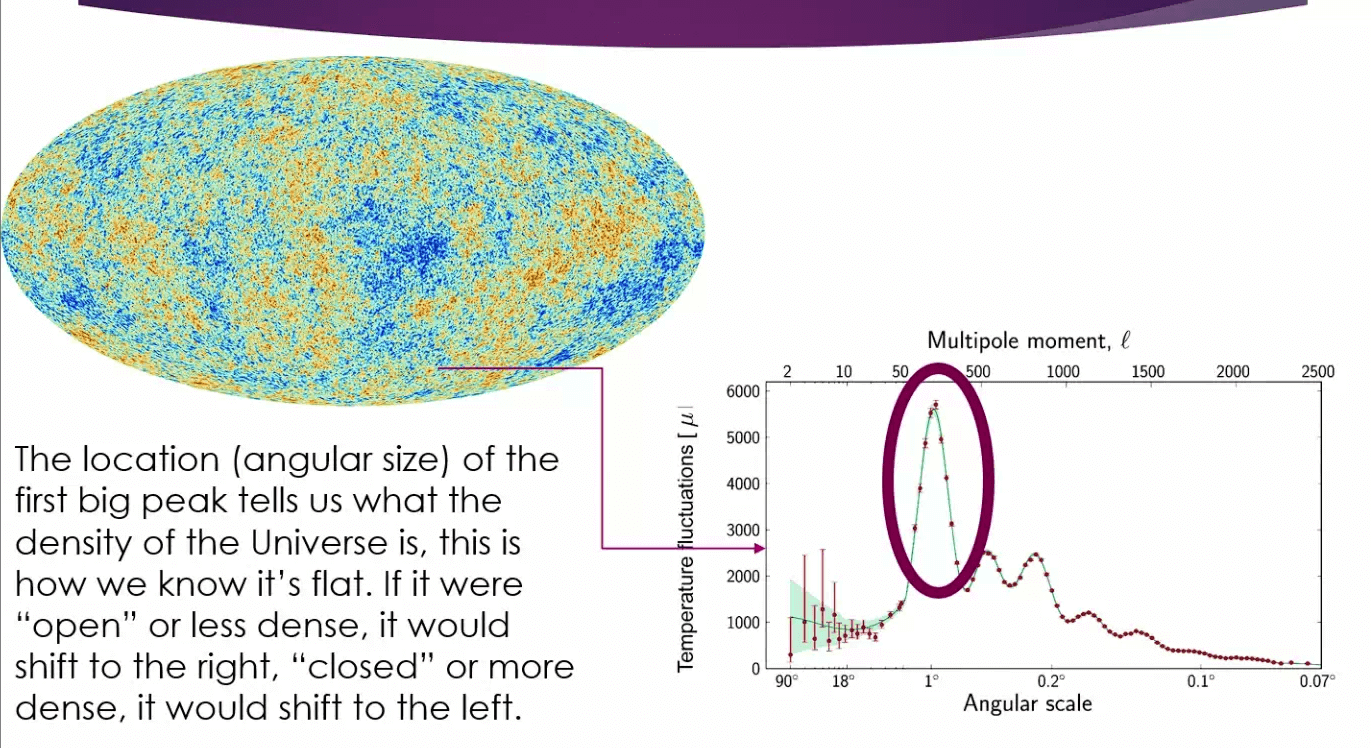 The location (angular size) of the
first big peak tells us what the
density of the Universe is, this is
how we know it’s flat. If it were
“open” or less dense, it would
shift to the right, “closed” or more
dense, it would shift to the left.
Multipole moment, ℓ
2 10 50 500 1000 1500 2000 2500
Temperature fluctuations [ μ
6000
5000
4000
3000
2000
1000
0
90° 18° 1° 0.2° 0.1° 0.07°
Angular scale